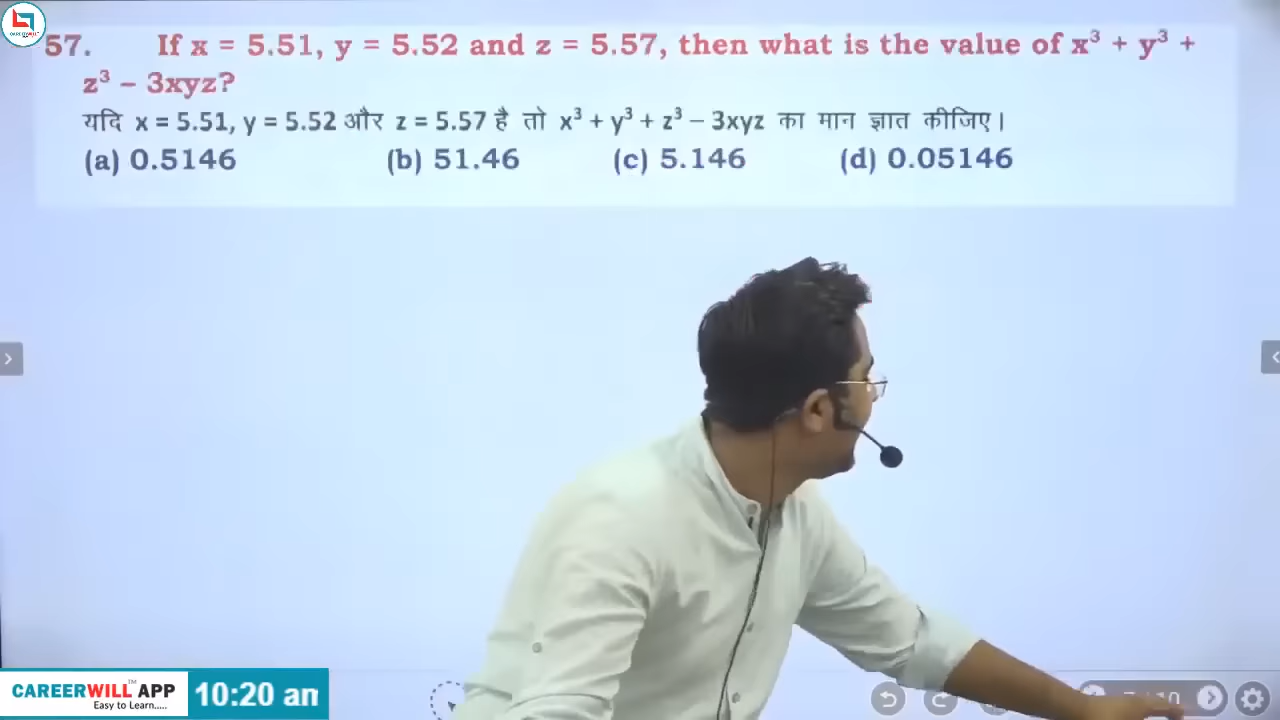 57. If x = 5.51, y = 5.52 and z = 5.57, then what is the value of x³ + y³ +
z³ – 3xyz?
यदि x = 5.51, y = 5.52 और z = 5.57 है तो x³ + y³ + z³ – 3xyz का मान ज्ञात कीजिए।
(a) 0.5146 (b) 51.46 (c) 5.146 (d) 0.05146
CAREERWILL™ APP
Easy to Learn.....
10:20 an